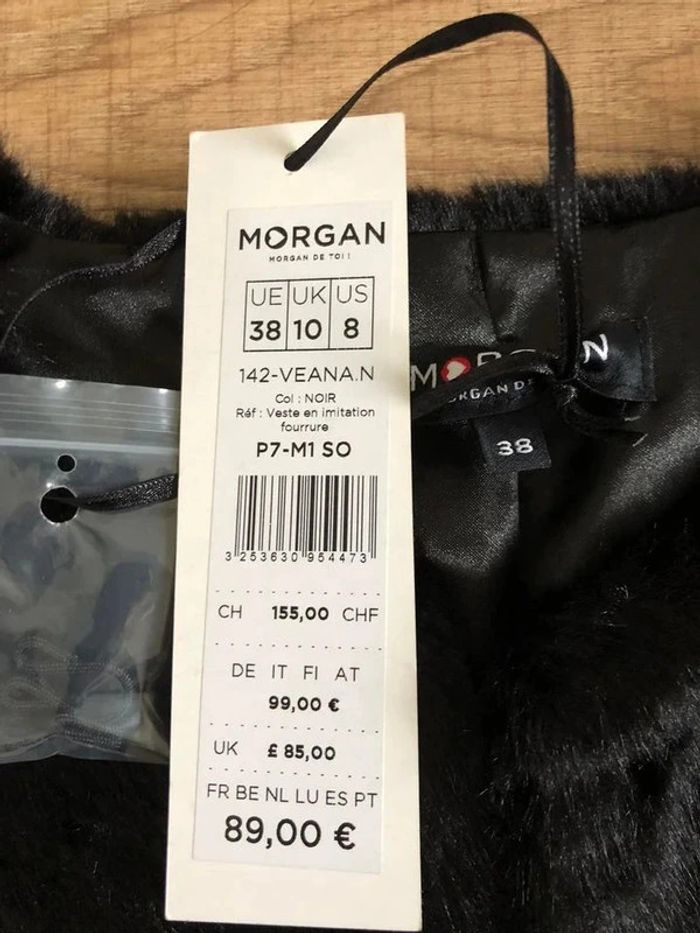 MORGAN
MORGAN DE TOI !
UE UK US
38 10 8
142-VEANA.N
Col : NOIR
Réf : Veste en imitation
fourrure
P7-M1 SO
3 253630 954473
CH 155,00 CHF
DE IT FI AT
99,00 €
UK £ 85,00
FR BE NL LU ES PT
89,00 €
MORGAN
MORGAN D
38